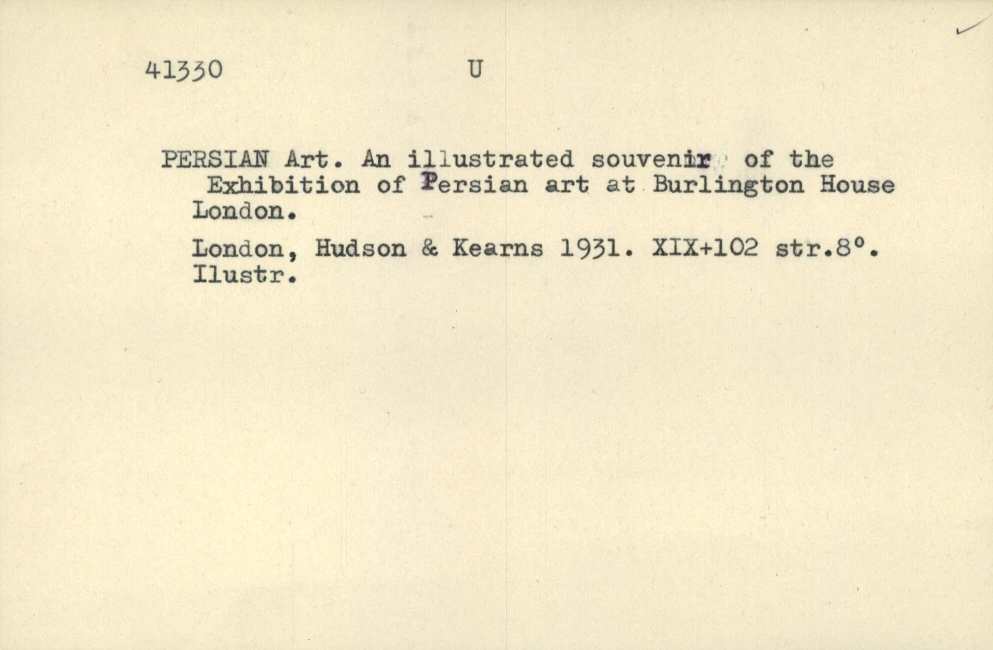 41330 U
PERSIAN Art. An illustrated souvenir of the
Exhibition of Persian art at Burlington House
London.
London, Hudson & Kearns 1931. XIX+102 str.8°.
Ilustr.